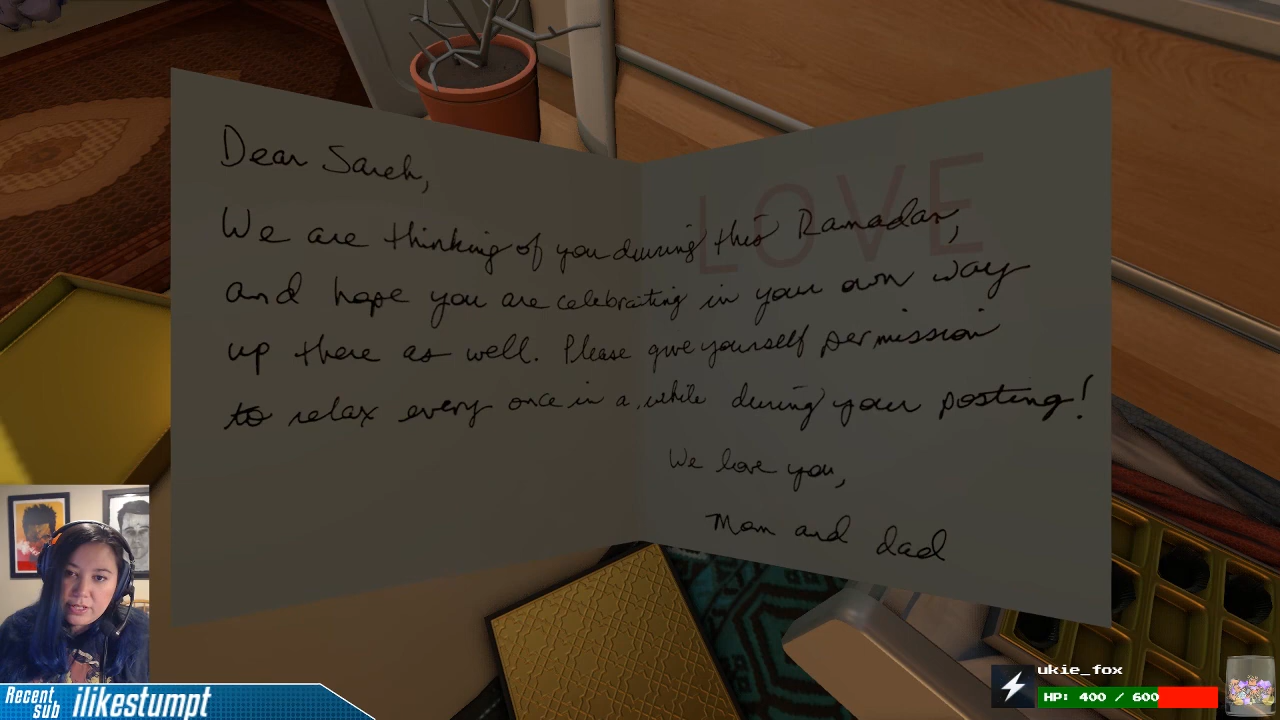 LOVE
Dear Sareh,
We are thinking of you during this Ramadan,
and hope you are celebrating in your own way
up there as well. Please give yourself permission
to relax every once in a while during your posting!
We love you,
Mom and dad
ukie_fox
HP: 400 / 600
Recent sub ilikestumpt